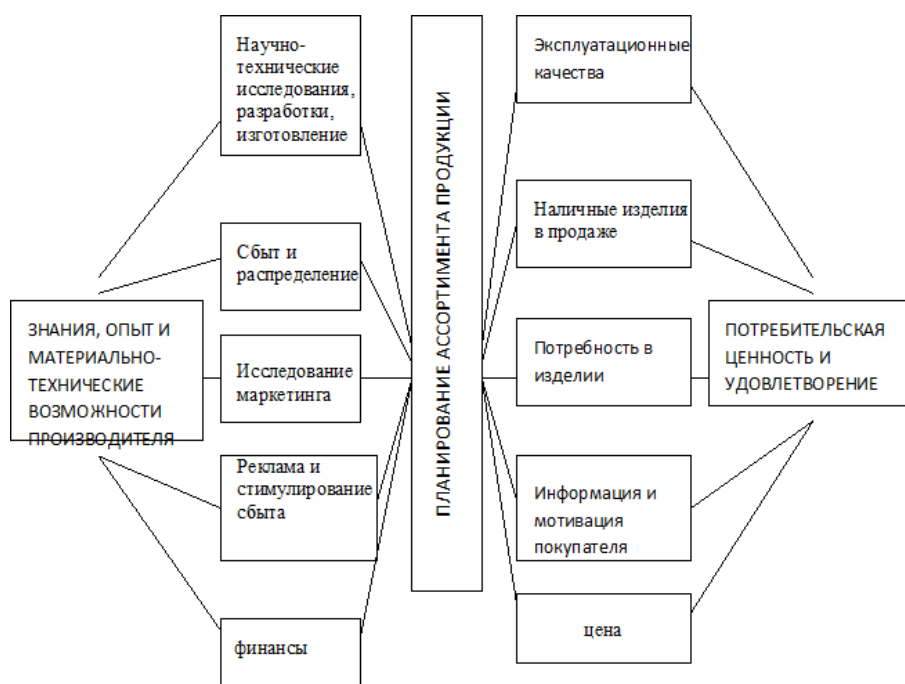 ЗНАНИЯ, ОПЫТ И
МАТЕРИАЛЬНО-
ТЕХНИЧЕСКИЕ
ВОЗМОЖНОСТИ
ПРОИЗВОДИТЕЛЯ
Научно-
технические
исследования,
разработки,
изготовление
Сбыт и
распределение
Исследование
маркетинга
Реклама и
стимулирование
сбыта
финансы
ПЛАНИРОВАНИЕ АССОРТИМЕНТА ПРОДУКЦИИ
Эксплуатационные
качества
Наличные изделия
в продаже
Потребность в
изделии
Информация и
мотивация
покупателя
цена
ПОТРЕБИТЕЛЬСКАЯ
ЦЕННОСТЬ И
УДОВЛЕТВОРЕНИЕ